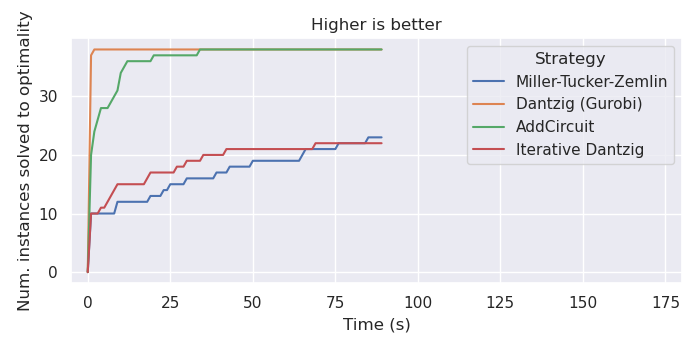 Higher is better
Num. instances solved to optimality
30
20
10
0
Strategy
Miller-Tucker-Zemlin
Dantzig (Gurobi)
AddCircuit
Iterative Dantzig
0 25 50 75 100 125 150 175
Time (s)